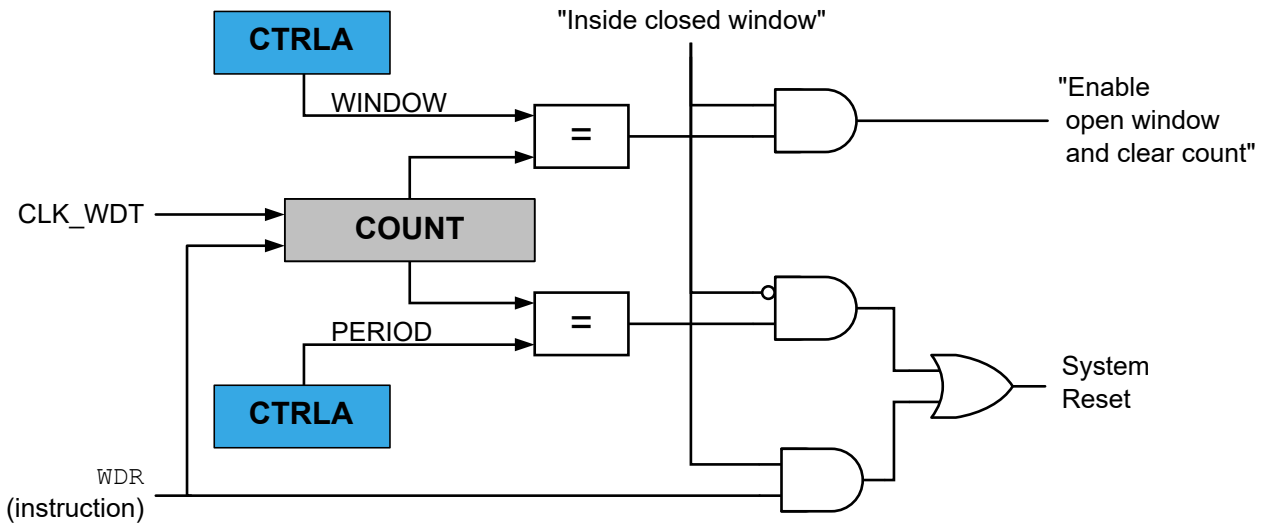 "Inside closed window"
CTRLA
WINDOW
=
"Enable
open window
and clear count"
CLK_WDT
COUNT
=
PERIOD
CTRLA
System
Reset
WDR
(instruction)